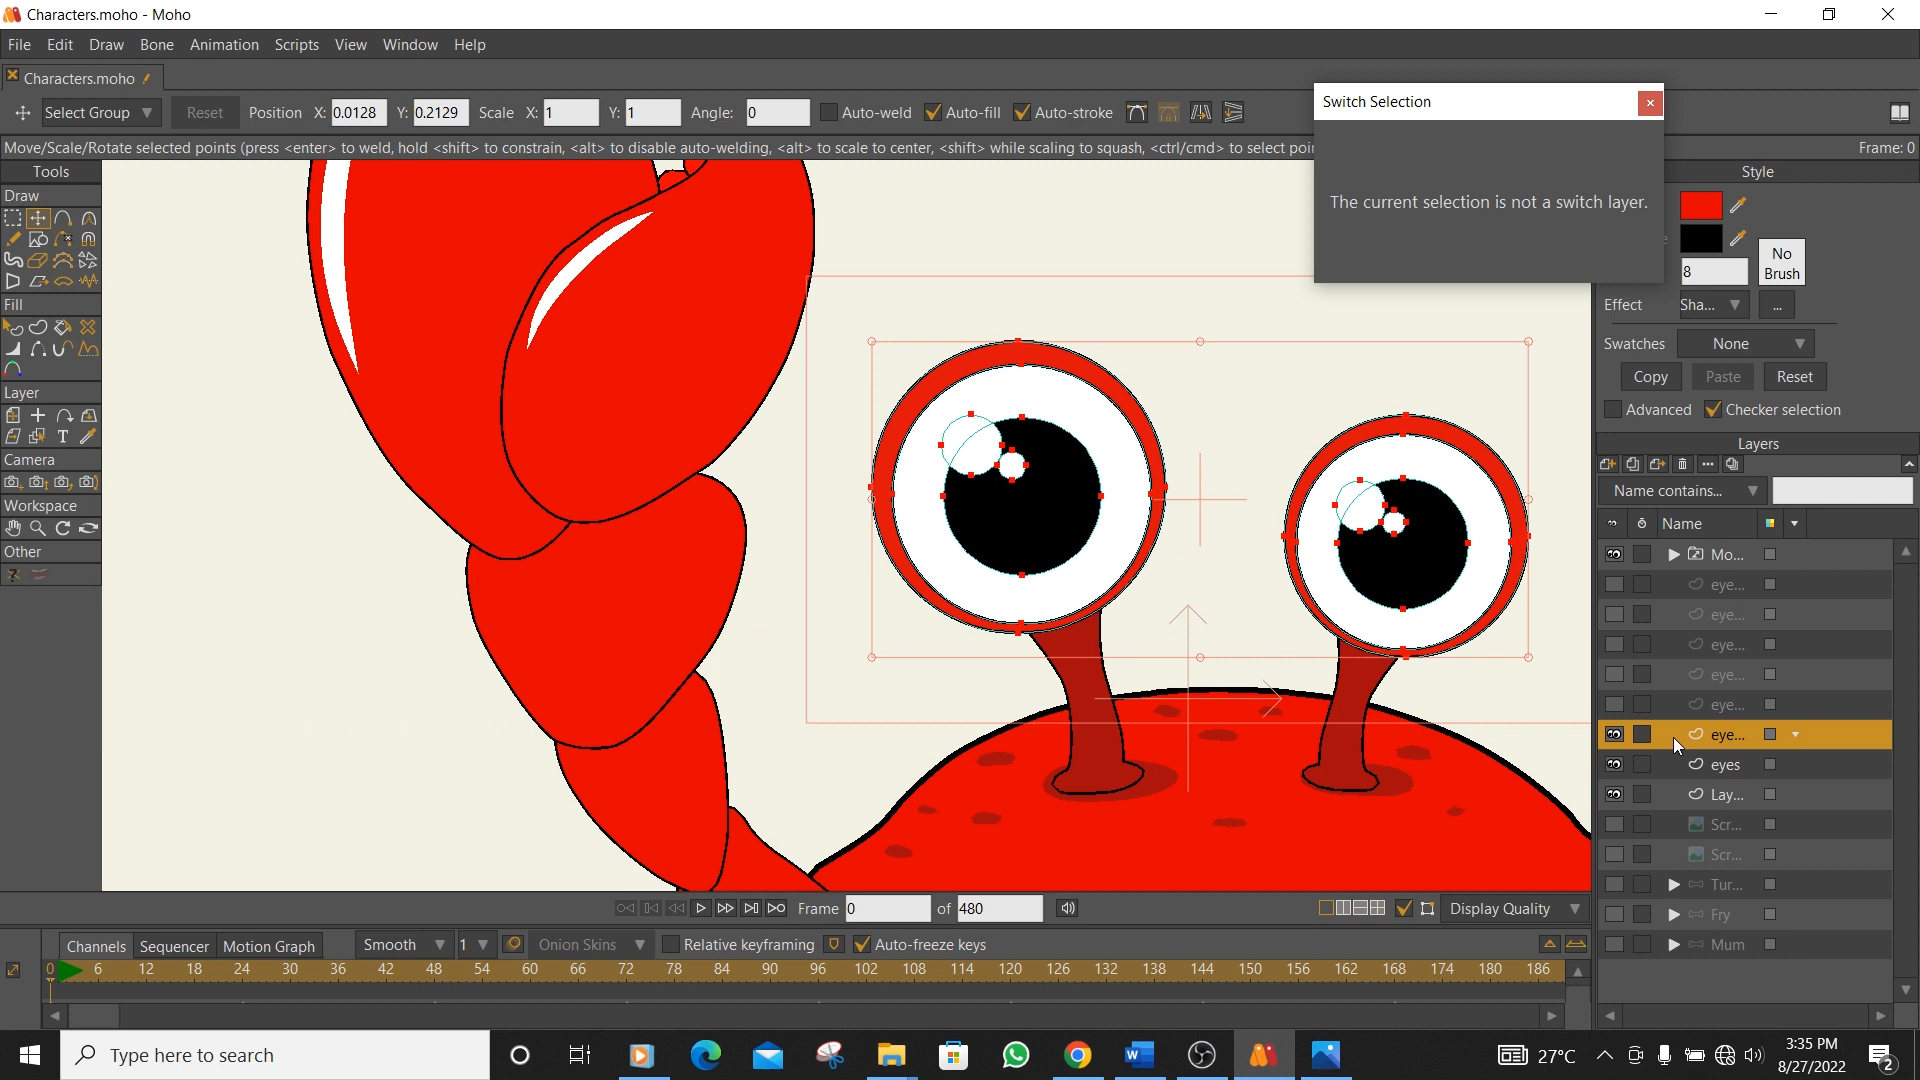 Characters.moho - Moho
File Edit Draw Bone Animation Scripts View Window Help
Characters.moho
Select Group Reset Position X: 0.0128 Y: 0.2129 Scale X: 1 Y: 1 Angle: 0 Auto-weld Auto-fill Auto-stroke
Move/Scale/Rotate selected points (press <enter> to weld, hold <shift> to constrain, <alt> to disable auto-welding, <alt> to scale to center, <shift> while scaling to squash, <ctrl/cmd> to select poi
Frame: 0
Switch Selection
The current selection is not a switch layer.
Tools
Draw
Fill
Layer
Camera
Workspace
Other
Style
8
No
Brush
Effect Sha... ...
Swatches None
Copy Paste Reset
Advanced Checker selection
Layers
Name contains...
Name
Mo...
eye...
eye...
eye...
eye...
eye...
eye...
eyes
Lay...
Scr...
Scr...
Tur...
Fry
Mum
Frame 0 of 480 Display Quality
Channels Sequencer Motion Graph Smooth 1 Onion Skins Relative keyframing Auto-freeze keys
0 6 12 18 24 30 36 42 48 54 60 66 72 78 84 90 96 102 108 114 120 126 132 138 144 150 156 162 168 174 180 186
Type here to search
27°C
3:35 PM
8/27/2022
2